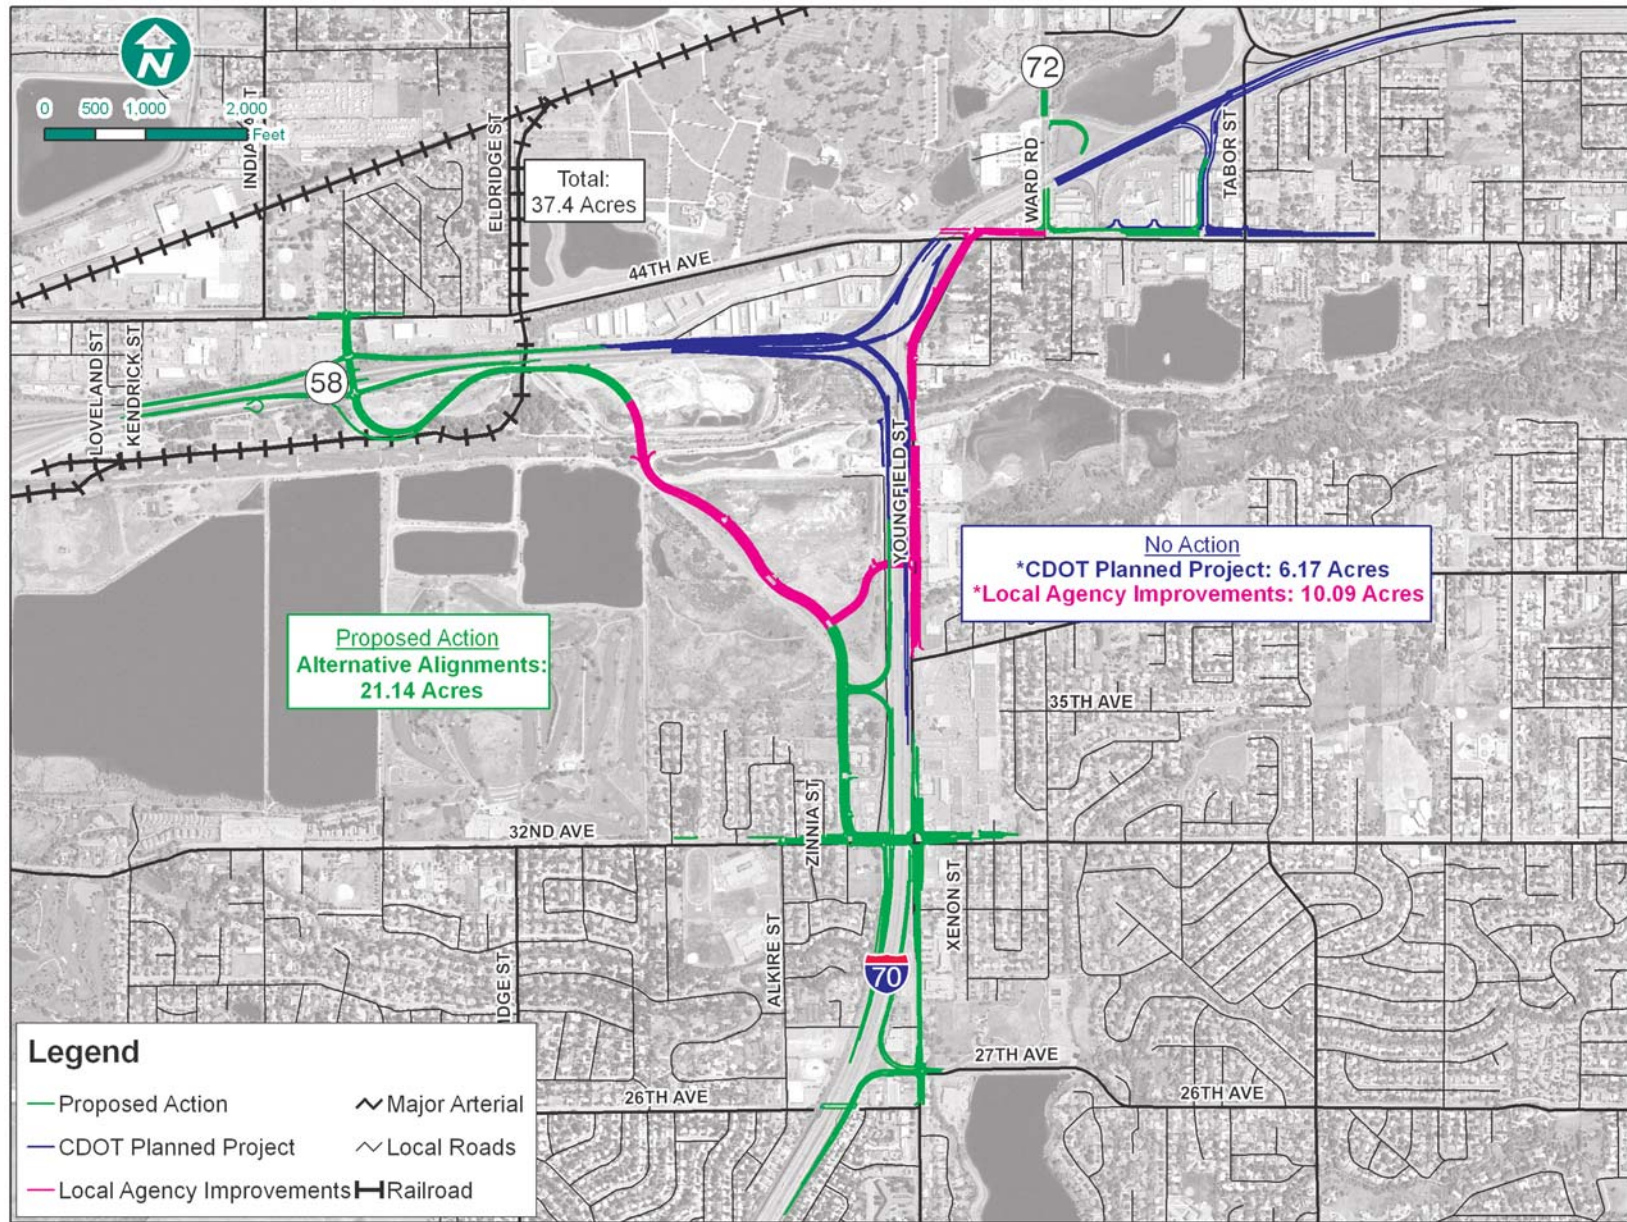 N
0 500 1,000 2,000
Feet
INDIANA ST
ELDRIDGE ST
Total:
37.4 Acres
72
WARD RD
TABOR ST
44TH AVE
LOVELAND ST
KENDRICK ST
58
YOUNGFIELD ST
No Action
*CDOT Planned Project: 6.17 Acres
*Local Agency Improvements: 10.09 Acres
Proposed Action
Alternative Alignments:
21.14 Acres
35TH AVE
32ND AVE
ZINNIA ST
XENON ST
ALKIRE ST
70
IDGE ST
27TH AVE
26TH AVE
26TH AVE
Legend
Proposed Action
Major Arterial
CDOT Planned Project
Local Roads
Local Agency Improvements
Railroad